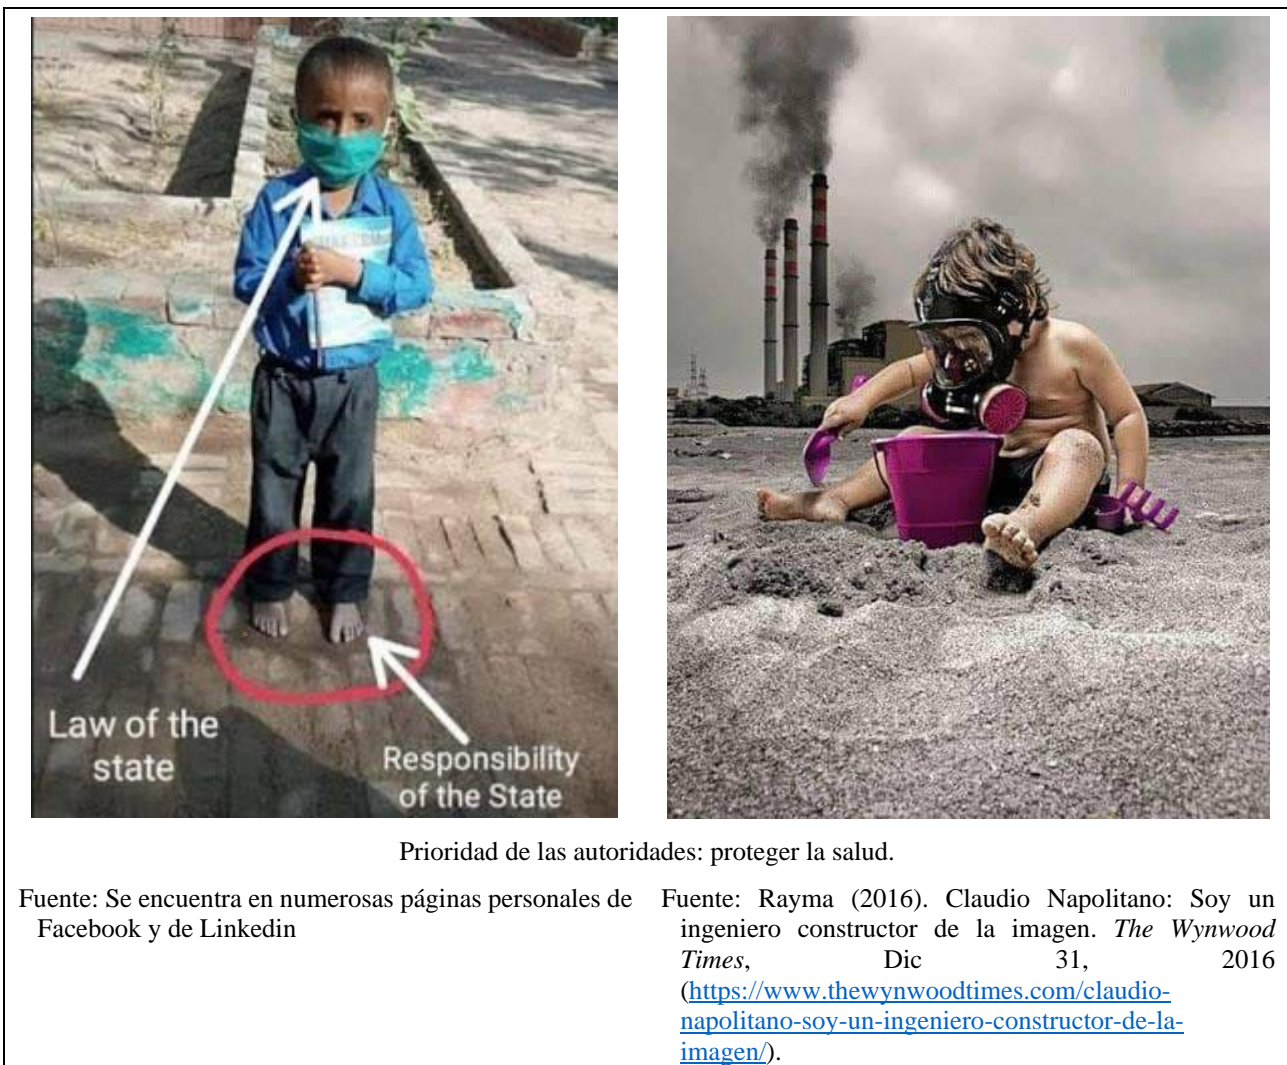 Law of the
state
Responsibility
of the State
Prioridad de las autoridades: proteger la salud.
Fuente: Se encuentra en numerosas páginas personales de
Facebook y de Linkedin
Fuente: Rayma (2016). Claudio Napolitano: Soy un
ingeniero constructor de la imagen. The Wynwood
Times, Dic 31, 2016
(https://www.thewynwoodtimes.com/claudio-
napolitano-soy-un-ingeniero-constructor-de-la-
imagen/).